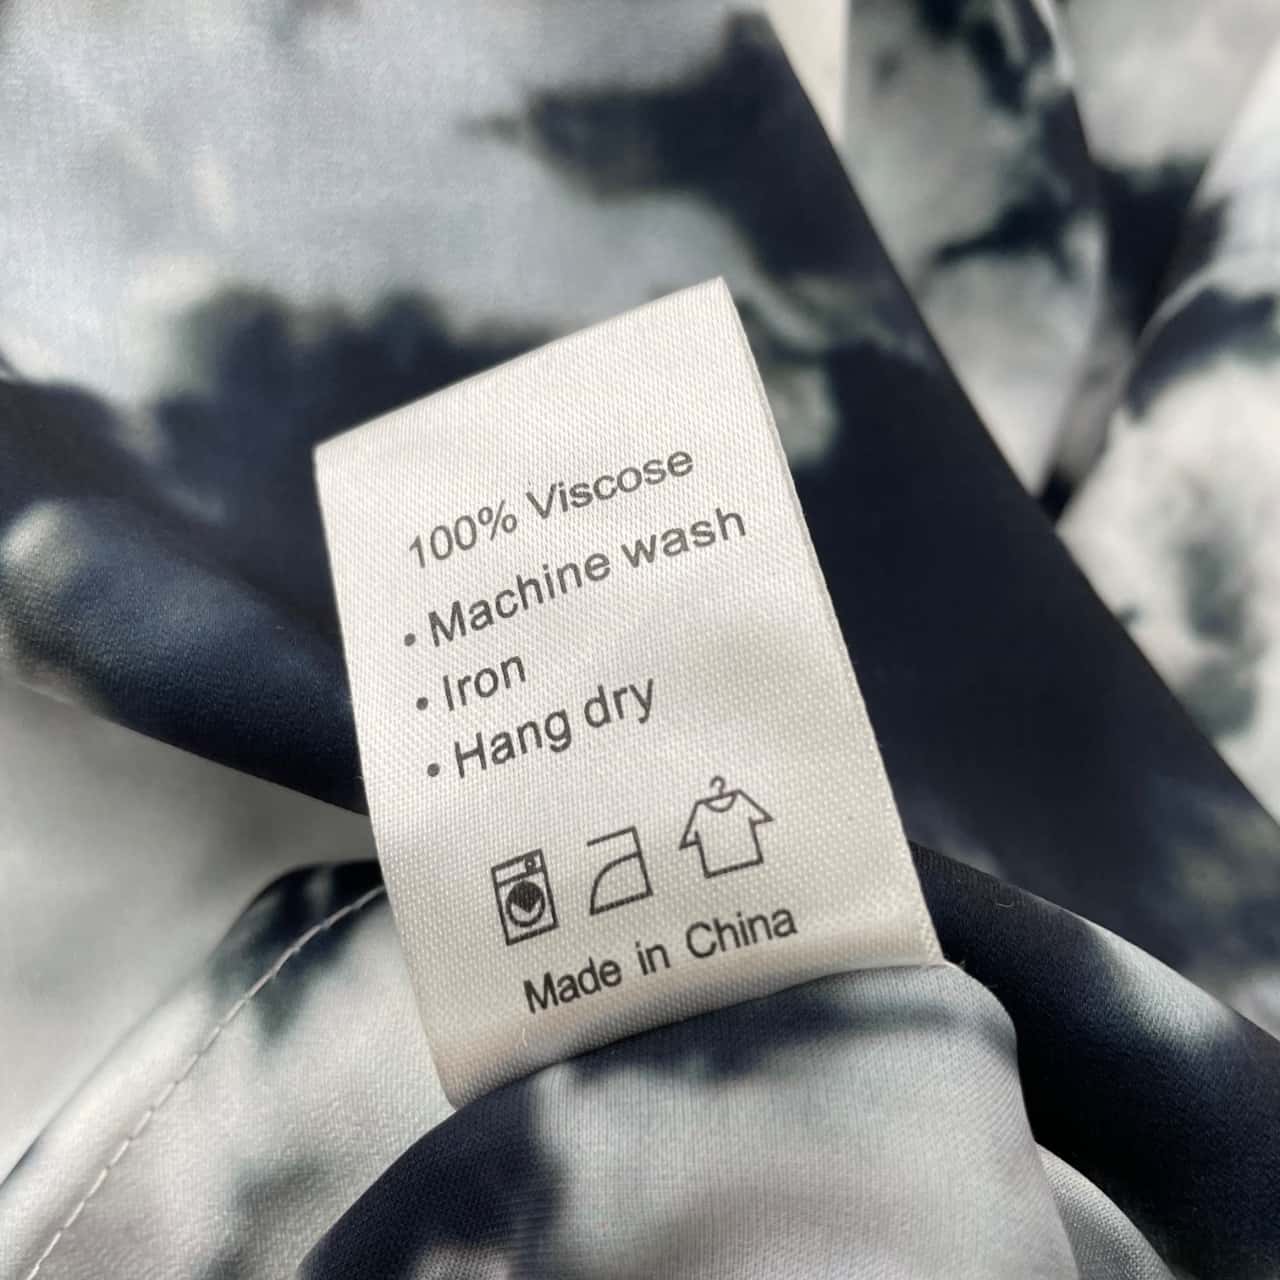 100% Viscose
• Machine wash
• Iron
• Hang dry
Made in China